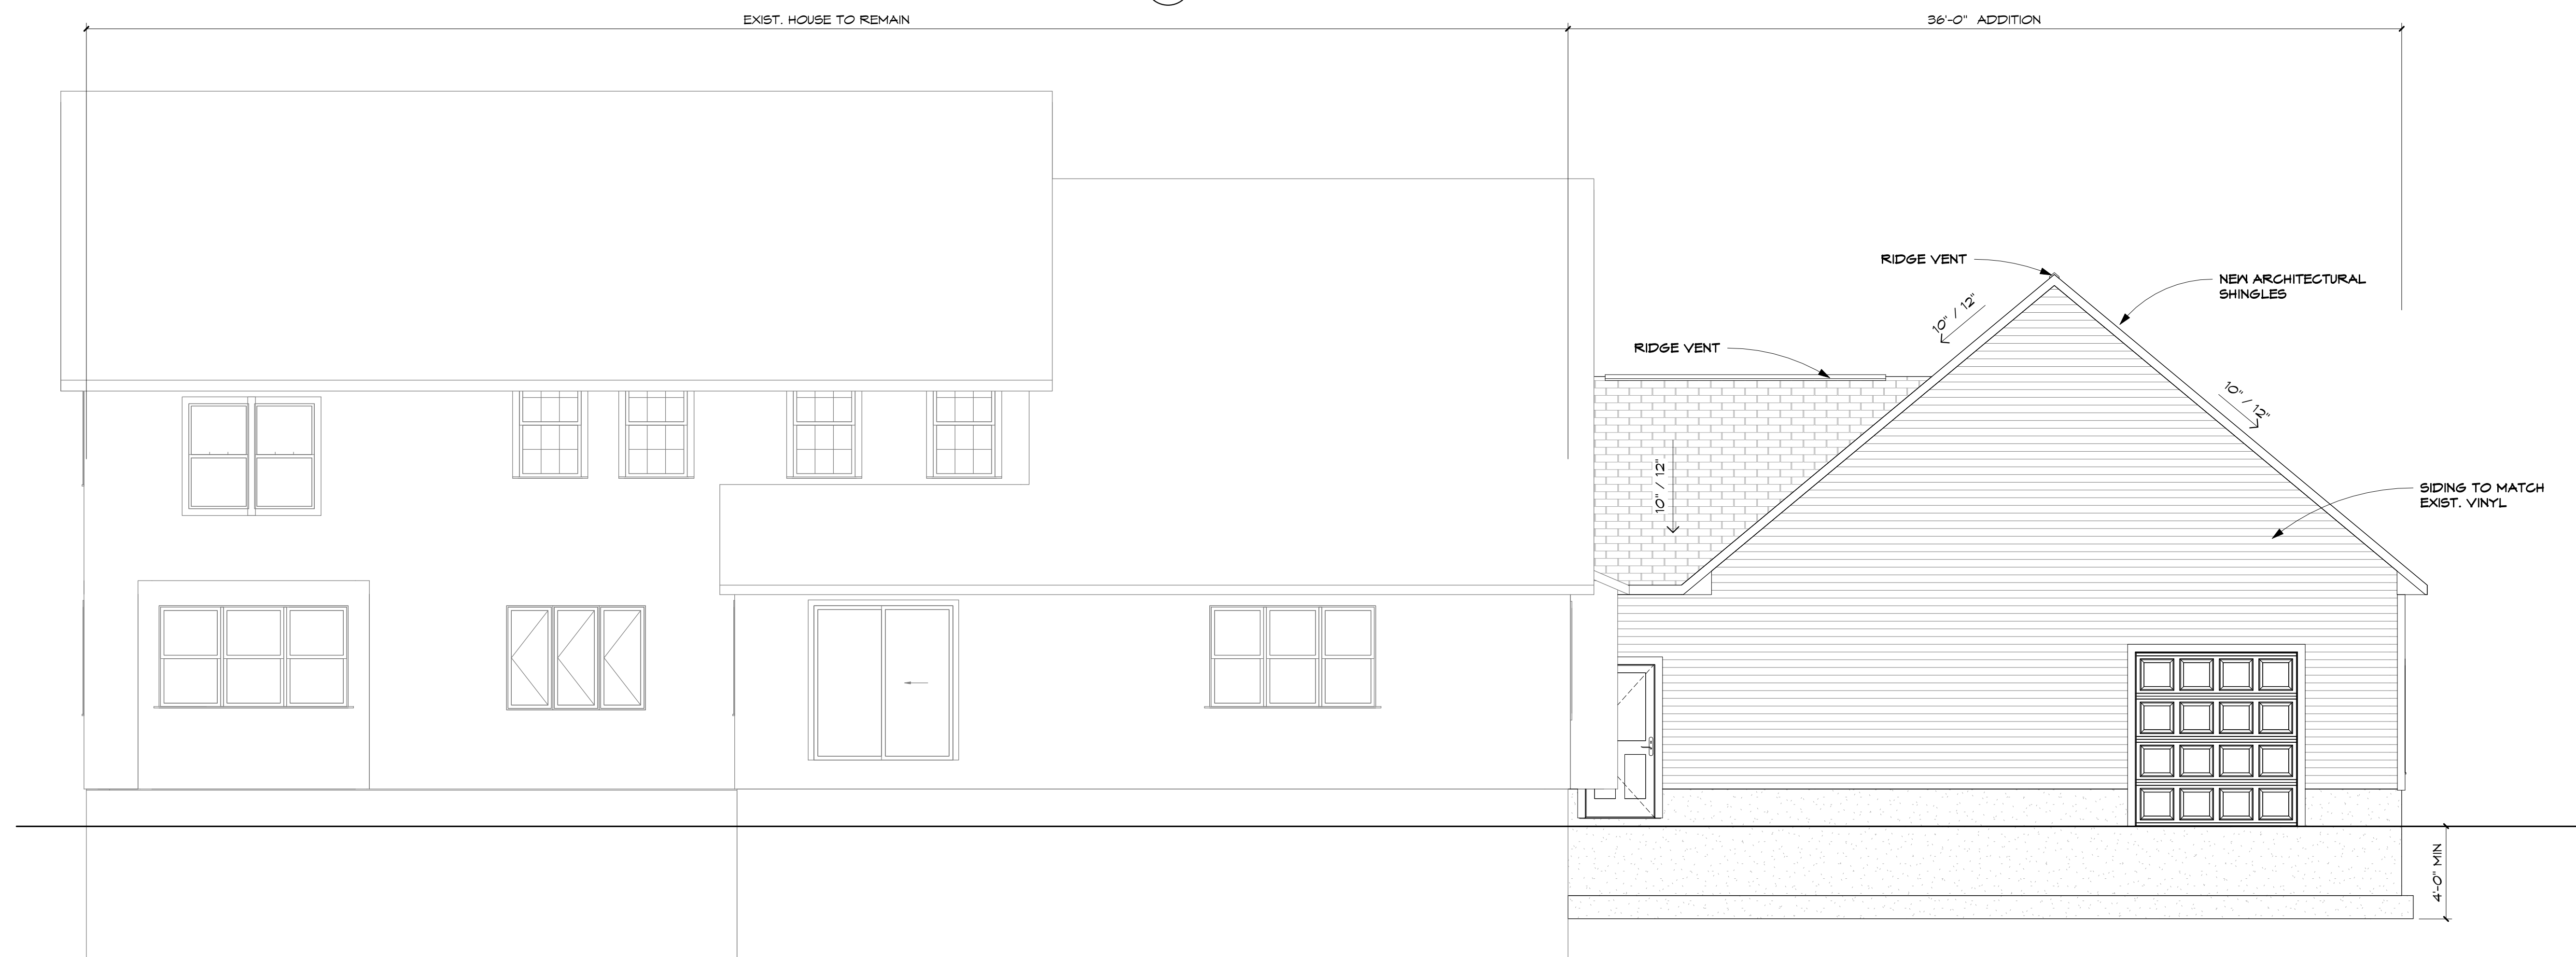 EXIST. HOUSE TO REMAIN
36'-0" ADDITION
RIDGE VENT
NEW ARCHITECTURAL
SHINGLES
10" / 12"
RIDGE VENT
10" / 12"
10" / 12"
SIDING TO MATCH
EXIST. VINYL
4'-0" MIN